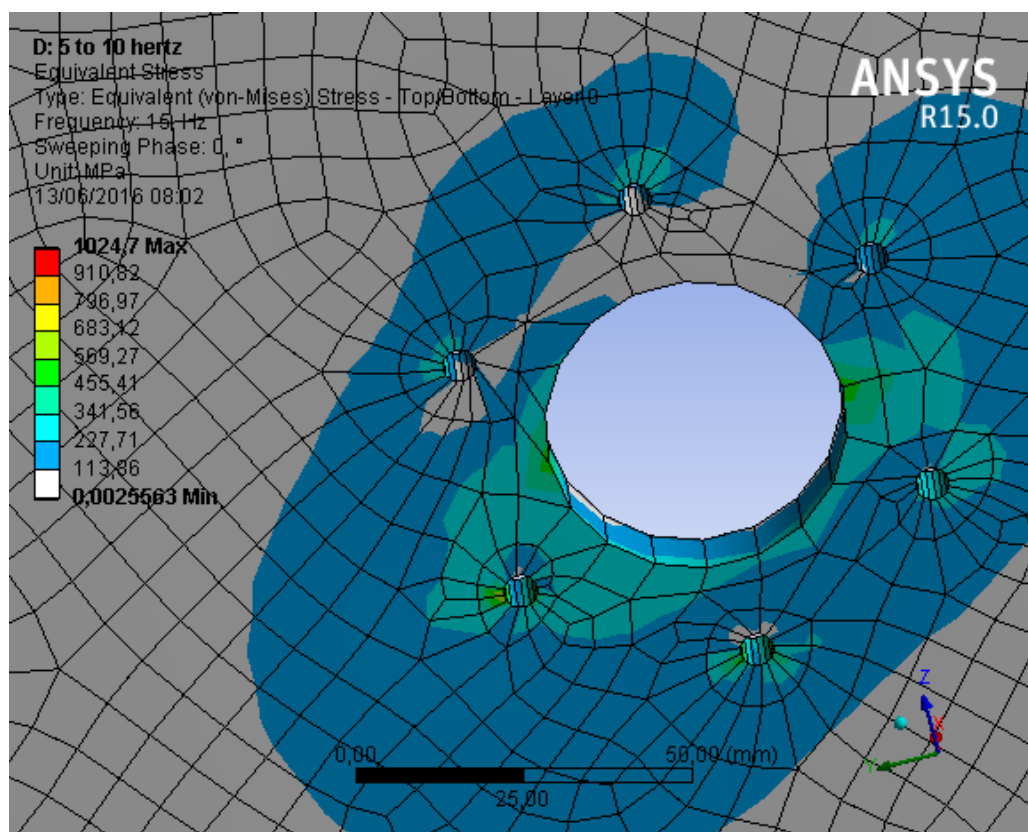 D: 5 to 10 hertz
Equivalent Stress
Type: Equivalent (von-Mises) Stress - Top/Bottom - Layer 0
Frequency: 15, Hz
Sweeping Phase: 0, °
Unit: MPa
13/06/2016 08:02
ANSYS
R15.0
1024,7 Max
910,82
796,97
683,12
569,27
455,41
341,56
227,71
113,86
0,0025563 Min
0,00
50,00 (mm)
25,00
Z
X
Y